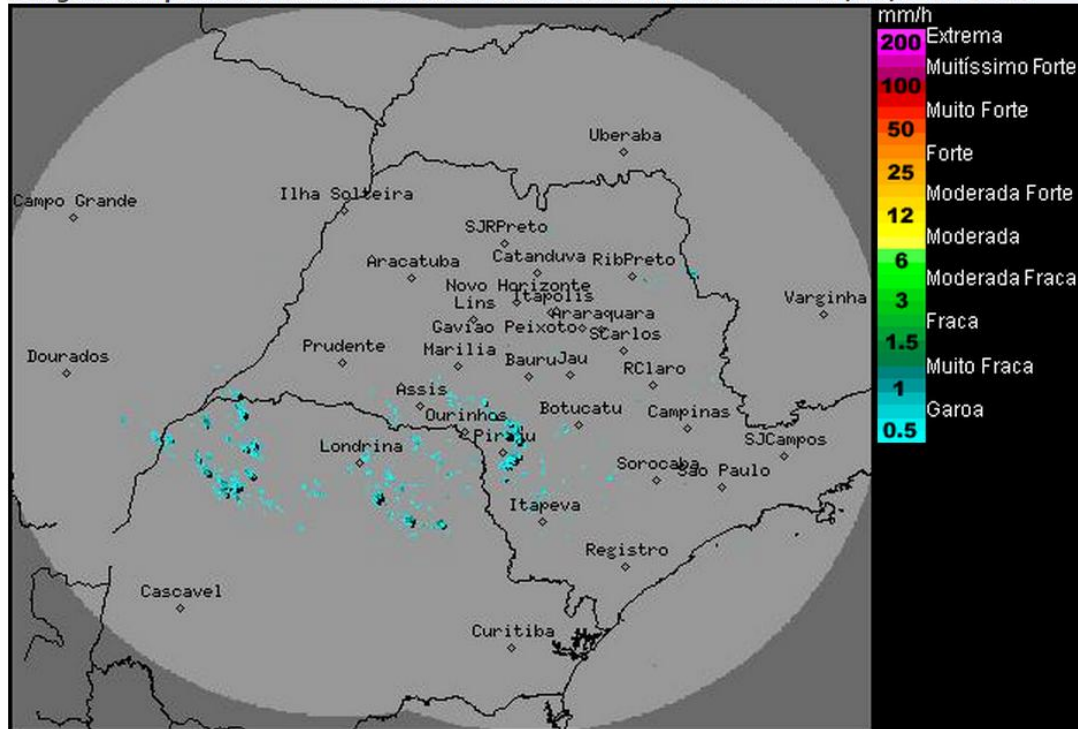 mm/h
200 Extrema
Muitíssimo Forte
100
Muito Forte
50
Forte
25
Moderada Forte
12
Moderada
6
Moderada Fraca
3
Fraca
1.5
Muito Fraca
1
Garoa
0.5
Uberaba
Campo Grande
Ilha Solteira
SJRPreto
Catanduva
RibPreto
Aracatuba
Novo Horizonte
Itapolis
Lins
Araraquara
Varginha
Gaviao Peixoto
SCarlos
Prudente
Marilia
Dourados
Bauru
Jau
RClaro
Assis
Botucatu
Campinas
Ourinhos
Piraju
SJCampos
Londrina
Sorocaba
Sao Paulo
Itapeva
Registro
Cascavel
Curitiba